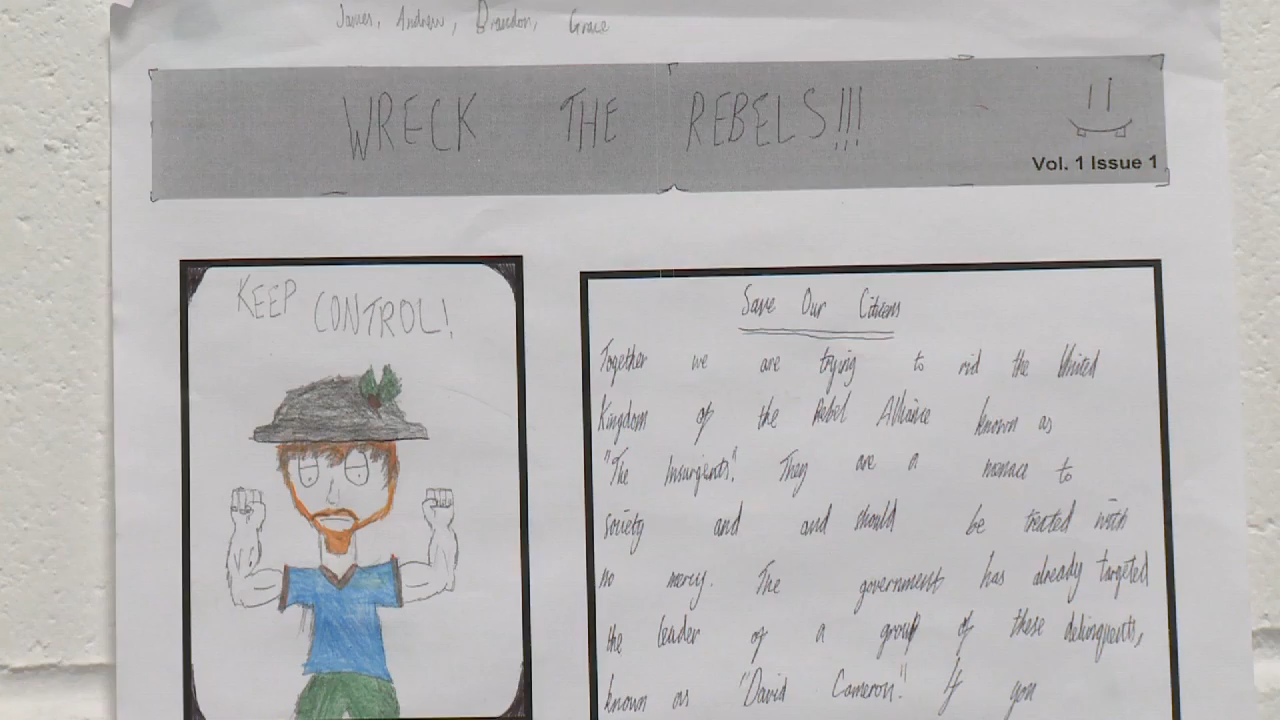 James, Andrew, Brandon, Grace
WRECK THE REBELS!!!
Vol. 1 Issue 1
KEEP CONTROL!
Save Our Citizens
Together we are trying to rid the United
Kingdom of the Rebel Alliance known as
"The Insurgents". They are a menace to
society and and should be treated with
no mercy. The government has already targeted
the leader of a group of these delinquents,
known as "David Cameron". If you